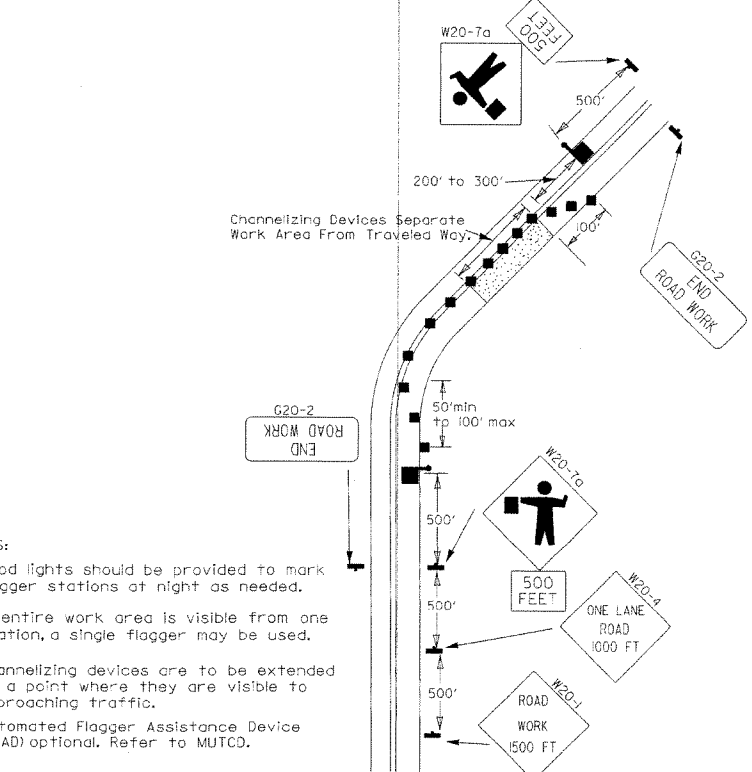 W20-7a
500
FEET
500'
200' to 300'
Channelizing Devices Separate
Work Area From Traveled Way.
100'
G20-2
END
ROAD WORK
G20-2
END
ROAD WORK
50'min
to 100' max
W20-7a
500'
500
FEET
500'
W20-4
ONE LANE
ROAD
1000 FT
500'
W20-1
ROAD
WORK
1500 FT
S:
od lights should be provided to mark
gger stations at night as needed.
entire work area is visible from one
ation, a single flagger may be used.
annelizing devices are to be extended
a point where they are visible to
proaching traffic.
tomated Flagger Assistance Device
AD) optional. Refer to MUTCD.